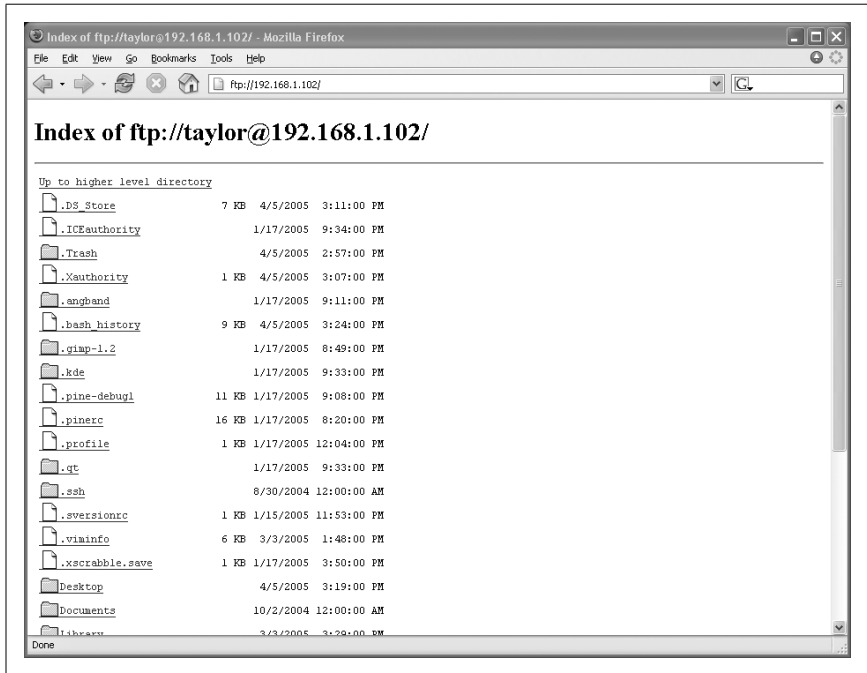 Index of ftp://taylor@192.168.1.102/ - Mozilla Firefox
File Edit View Go Bookmarks Tools Help
ftp://192.168.1.102/
G
Index of ftp://taylor@192.168.1.102/
Up to higher level directory
.DS_Store 7 KB 4/5/2005 3:11:00 PM
.ICEauthority 1/17/2005 9:34:00 PM
.Trash 4/5/2005 2:57:00 PM
.Xauthority 1 KB 4/5/2005 3:07:00 PM
.angband 1/17/2005 9:11:00 PM
.bash_history 9 KB 4/5/2005 3:24:00 PM
.gimp-1.2 1/17/2005 8:49:00 PM
.kde 1/17/2005 9:33:00 PM
.pine-debug1 11 KB 1/17/2005 9:08:00 PM
.pinerc 16 KB 1/17/2005 8:20:00 PM
.profile 1 KB 1/17/2005 12:04:00 PM
.qt 1/17/2005 9:33:00 PM
.ssh 8/30/2004 12:00:00 AM
.sversionrc 1 KB 1/15/2005 11:53:00 PM
.viminfo 6 KB 3/3/2005 1:48:00 PM
.xscrabble.save 1 KB 1/17/2005 3:50:00 PM
Desktop 4/5/2005 3:19:00 PM
Documents 10/2/2004 12:00:00 AM
Library 3/3/2005 3:29:00 PM
Done